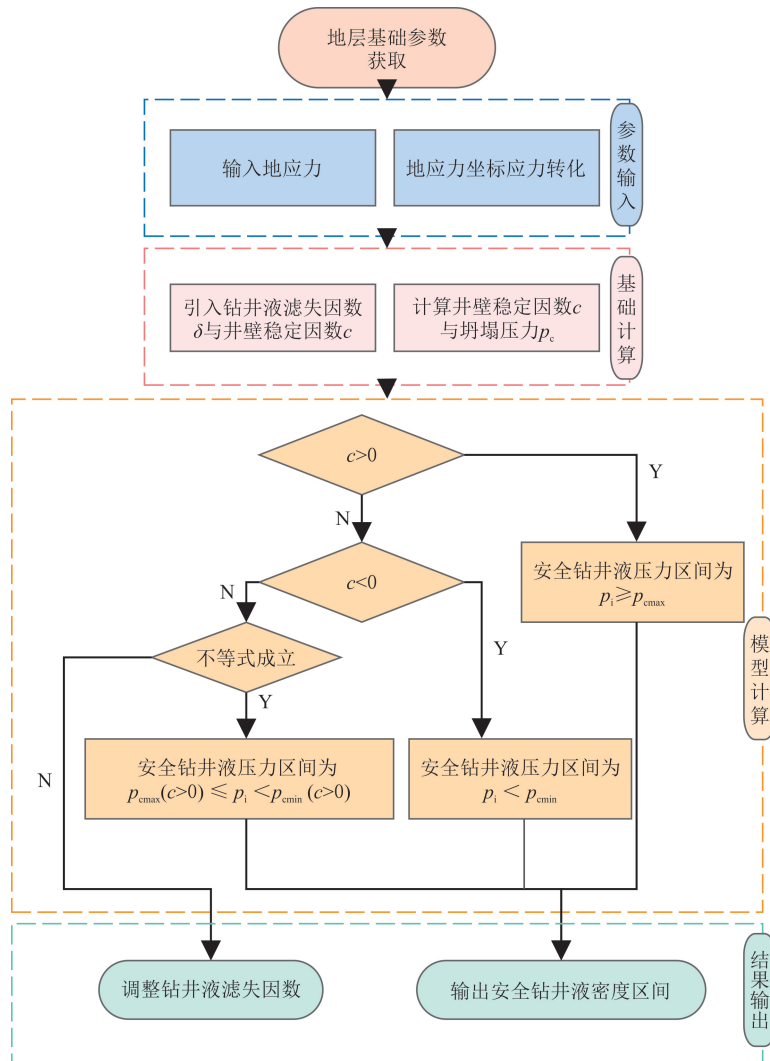 地层基础参数
获取
参数输入
输入地应力
地应力坐标应力转化
基础计算
引入钻井液滤失因数
δ与井壁稳定因数c
计算井壁稳定因数c
与坍塌压力pc
模型计算
c>0
Y
N
安全钻井液压力区间为
pi≥pcmax
c<0
N
Y
不等式成立
Y
N
安全钻井液压力区间为
pcmax(c>0) ≤ pi <pcmin (c>0)
安全钻井液压力区间为
pi < pcmin
结果输出
调整钻井液滤失因数
输出安全钻井液密度区间